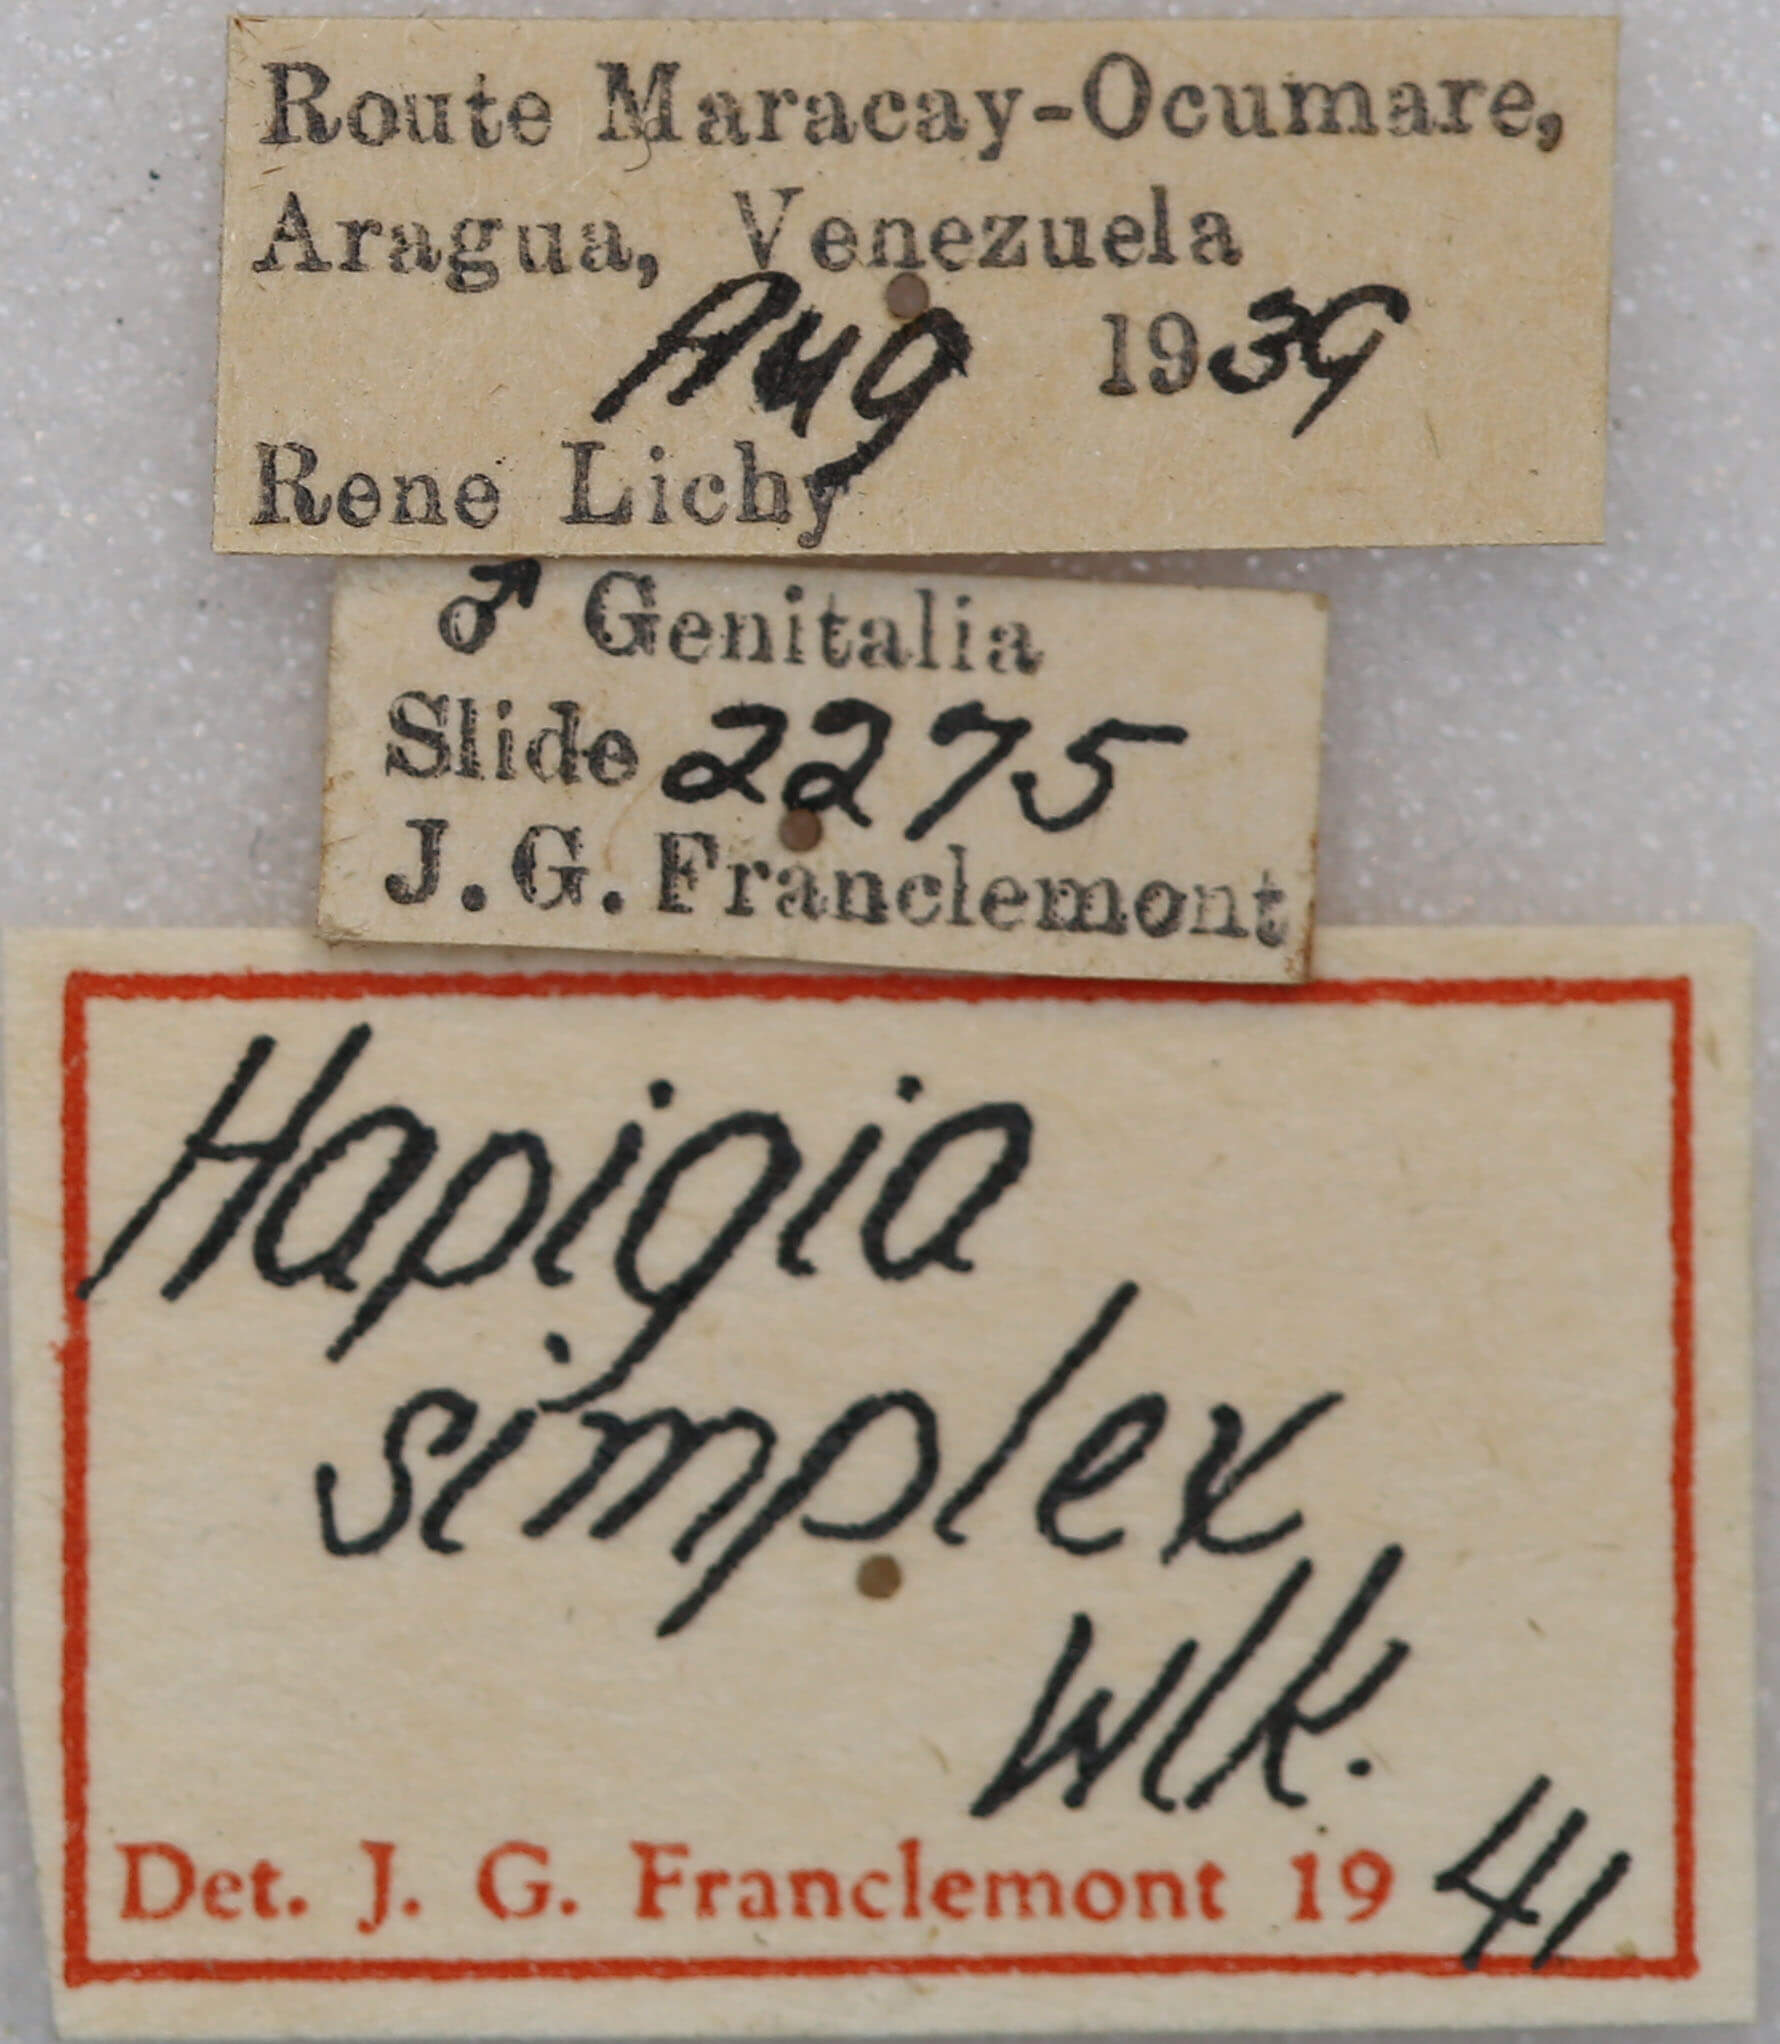 Route Maracay-Ocumare,
Aragua, Venezuela
Aug 1939
Rene Lichy
♂ Genitalia
Slide 2275
J. G. Franclemont
Hapigia
simplex
Wlk.
Det. J. G. Franclemont 1941